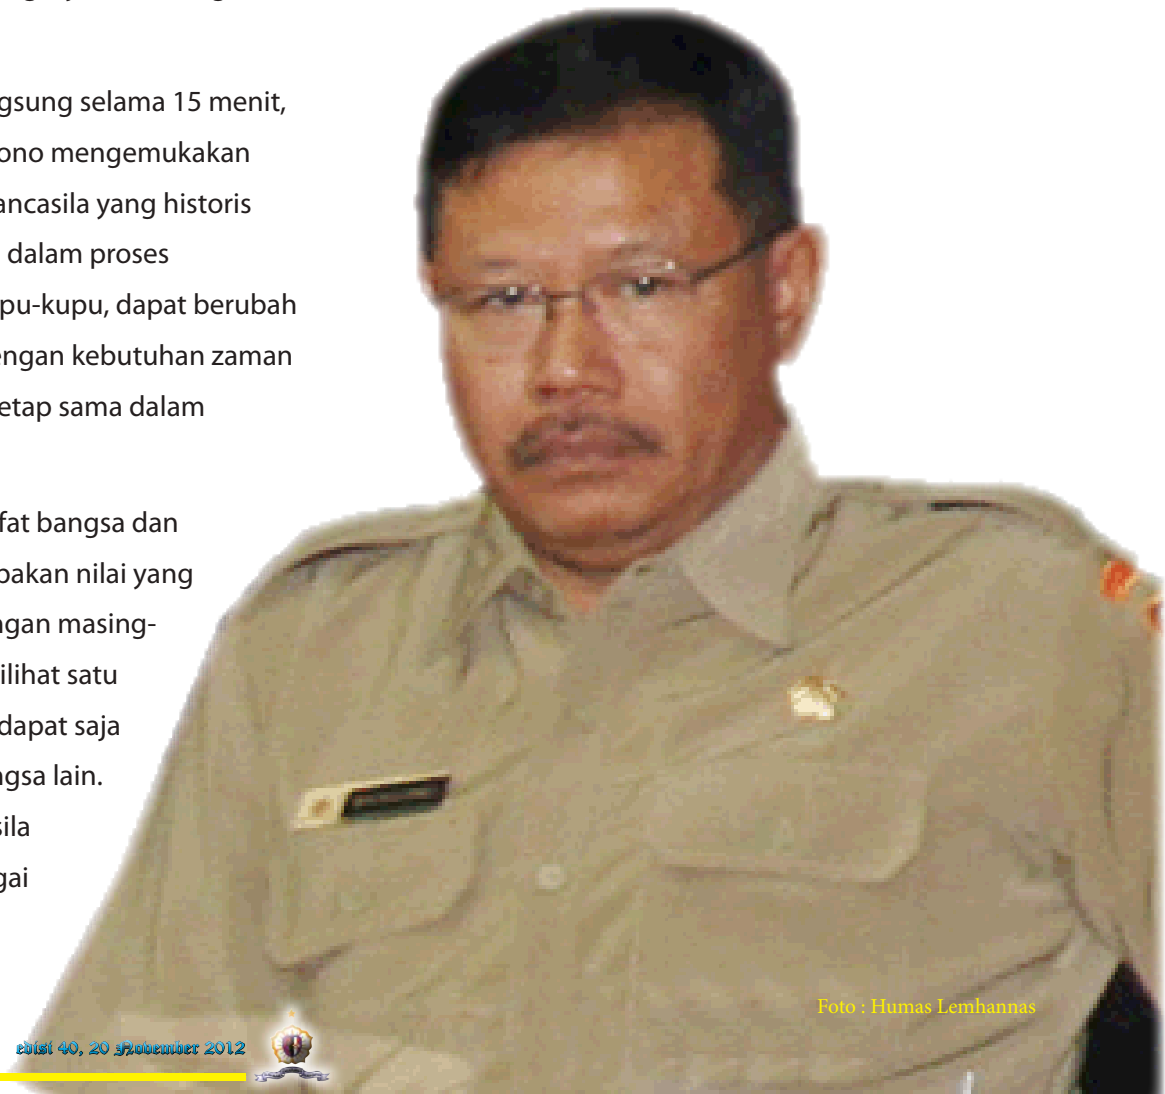 gsung selama 15 menit,
ono mengemukakan
ancasila yang historis
dalam proses
pu-kupu, dapat berubah
engan kebutuhan zaman
etap sama dalam
fat bangsa dan
pakan nilai yang
ngan masing-
ilihat satu
dapat saja
ngsa lain.
sila
gai
Foto : Humas Lemhannas
edisi 40, 20 November 2012